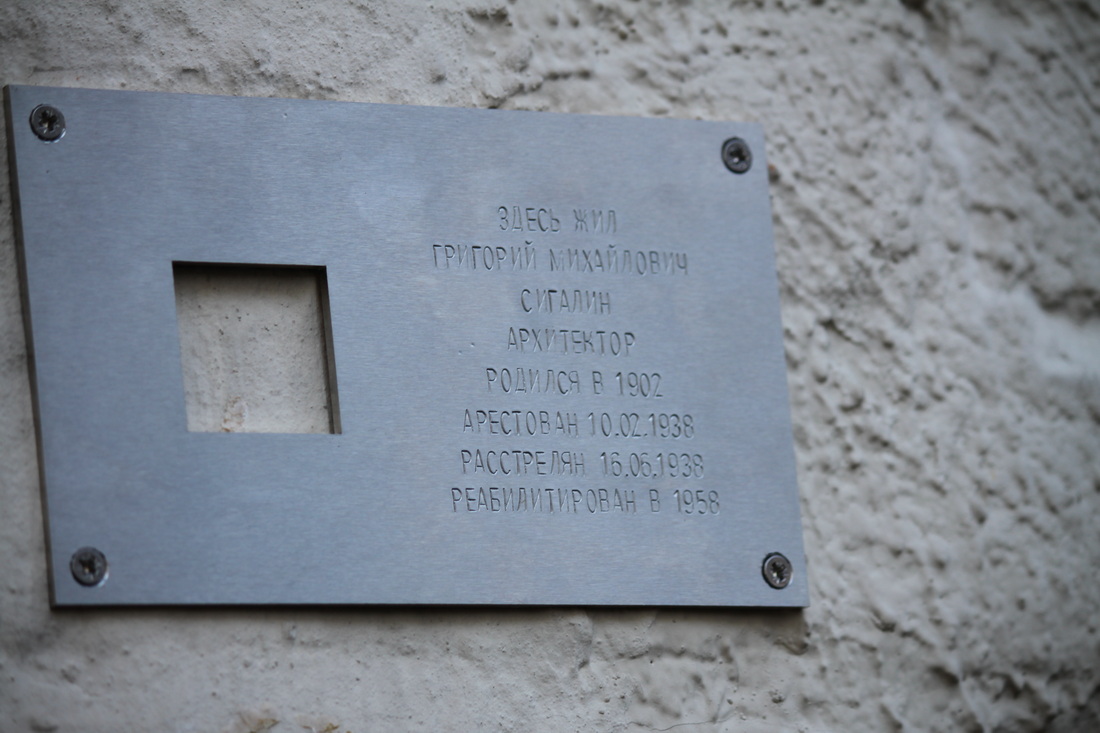 ЗДЕСЬ ЖИЛ
ГРИГОРИЙ МИХАЙЛОВИЧ
СИГАЛИН
АРХИТЕКТОР
РОДИЛСЯ В 1902
АРЕСТОВАН 10.02.1938
РАССТРЕЛЯН 16.06.1938
РЕАБИЛИТИРОВАН В 1958